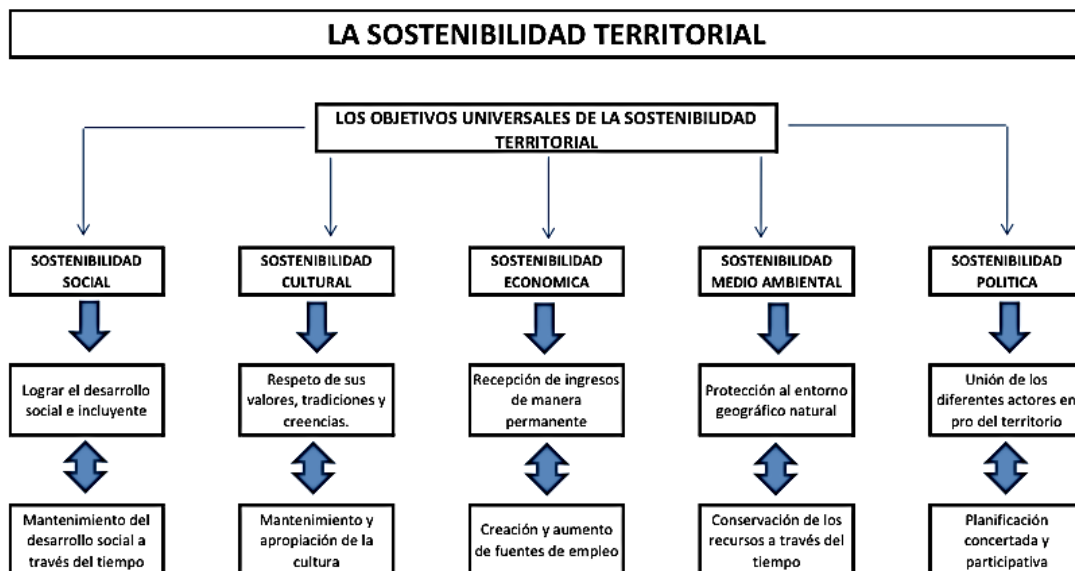 LA SOSTENIBILIDAD TERRITORIAL
LOS OBJETIVOS UNIVERSALES DE LA SOSTENIBILIDAD
TERRITORIAL
SOSTENIBILIDAD
SOCIAL
SOSTENIBILIDAD
CULTURAL
SOSTENIBILIDAD
ECONOMICA
SOSTENIBILIDAD
MEDIO AMBIENTAL
SOSTENIBILIDAD
POLITICA
Lograr el desarrollo
social e incluyente
Respeto de sus
valores, tradiciones y
creencias.
Recepción de ingresos
de manera
permanente
Protección al entorno
geográfico natural
Unión de los
diferentes actores en
pro del territorio
Mantenimiento del
desarrollo social a
través del tiempo
Mantenimiento y
apropiación de la
cultura
Creación y aumento
de fuentes de empleo
Conservación de los
recursos a través del
tiempo
Planificación
concertada y
participativa